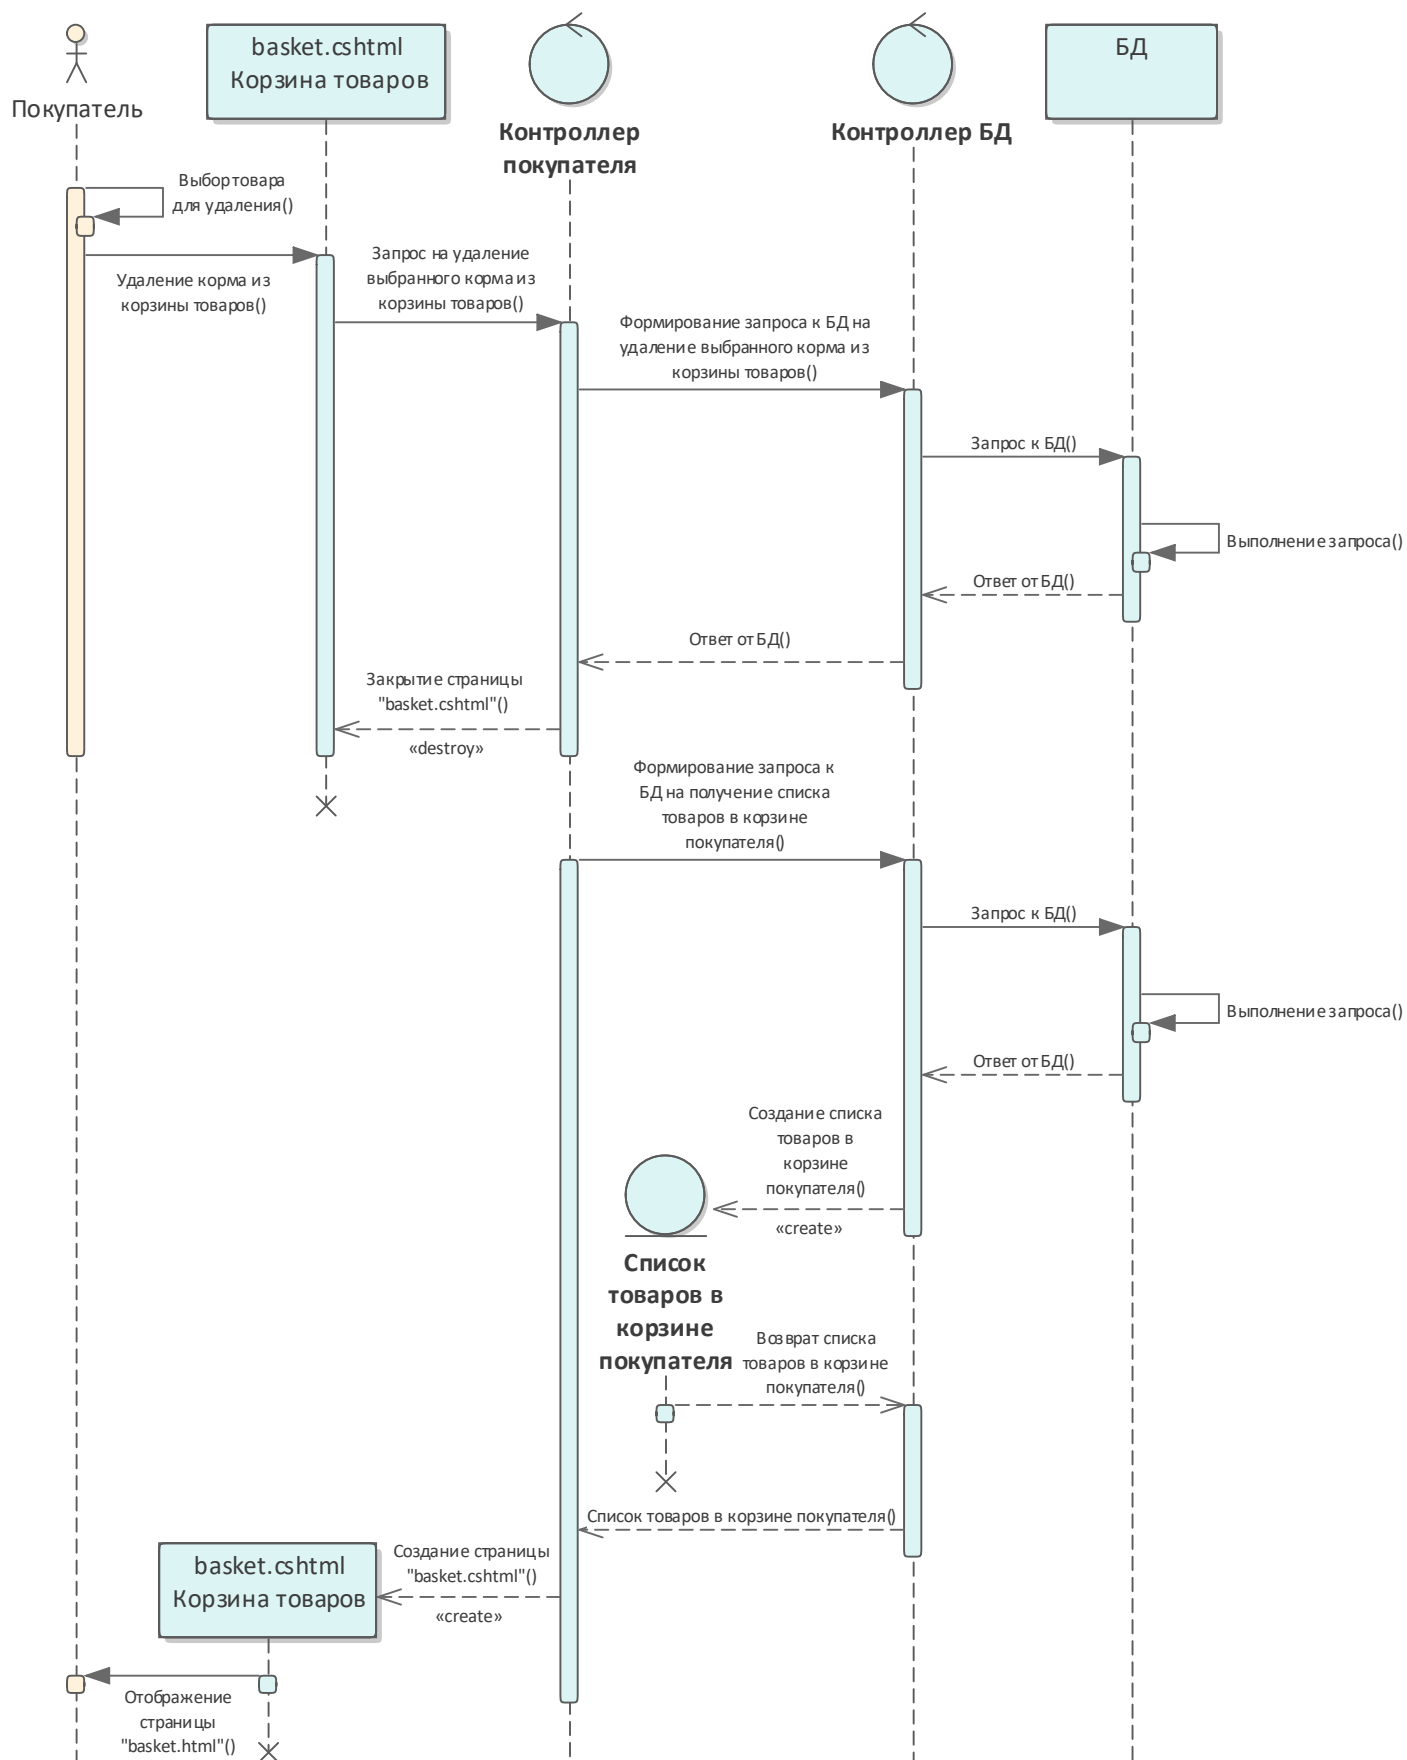 basket.cshtml
Корзина товаров
БД
Покупатель
Контроллер
покупателя
Контроллер БД
Выбор товара
для удаления()
Удаление корма из
корзины товаров()
Запрос на удаление
выбранного корма из
корзины товаров()
Формирование запроса к БД на
удаление выбранного корма из
корзины товаров()
Запрос к БД()
Выполнение запроса()
Ответ от БД()
Ответ от БД()
Закрытие страницы
"basket.cshtml"()
«destroy»
Формирование запроса к
БД на получение списка
товаров в корзине
покупателя()
Запрос к БД()
Выполнение запроса()
Ответ от БД()
Создание списка
товаров в
корзине
покупателя()
«create»
Список
товаров в
корзине
покупателя
Возврат списка
товаров в корзине
покупателя()
Список товаров в корзине покупателя()
Создание страницы
"basket.cshtml"()
«create»
basket.cshtml
Корзина товаров
Отображение
страницы
"basket.html"()